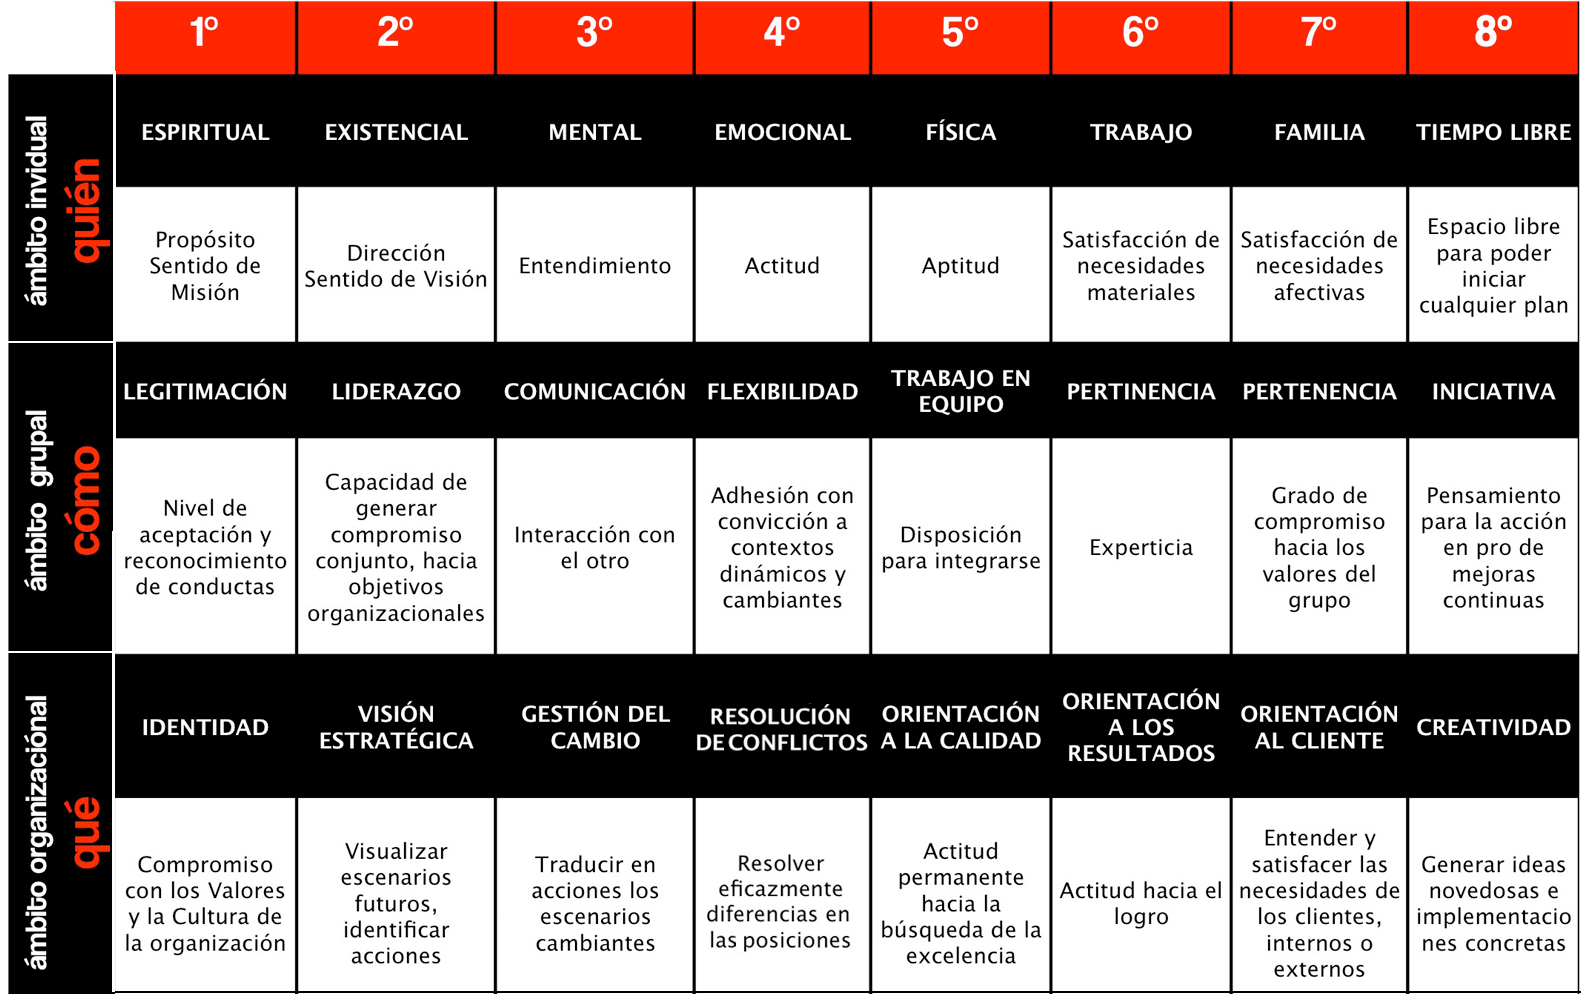 1º 2º 3º 4º 5º 6º 7º 8º
ámbito invidual
quién
ESPIRITUAL
EXISTENCIAL
MENTAL
EMOCIONAL
FÍSICA
TRABAJO
FAMILIA
TIEMPO LIBRE
Propósito
Sentido de
Misión
Dirección
Sentido de Visión
Entendimiento
Actitud
Aptitud
Satisfacción de
necesidades
materiales
Satisfacción de
necesidades
afectivas
Espacio libre
para poder
iniciar
cualquier plan
ámbito grupal
cómo
LEGITIMACIÓN
LIDERAZGO
COMUNICACIÓN
FLEXIBILIDAD
TRABAJO EN
EQUIPO
PERTINENCIA
PERTENENCIA
INICIATIVA
Nivel de
aceptación y
reconocimiento
de conductas
Capacidad de
generar
compromiso
conjunto, hacia
objetivos
organizacionales
Interacción con
el otro
Adhesión con
convicción a
contextos
dinámicos y
cambiantes
Disposición
para integrarse
Experticia
Grado de
compromiso
hacia los
valores del
grupo
Pensamiento
para la acción
en pro de
mejoras
continuas
ámbito organizaciónal
qué
IDENTIDAD
VISIÓN
ESTRATÉGICA
GESTIÓN DEL
CAMBIO
RESOLUCIÓN
DE CONFLICTOS
ORIENTACIÓN
A LA CALIDAD
ORIENTACIÓN
A LOS
RESULTADOS
ORIENTACIÓN
AL CLIENTE
CREATIVIDAD
Compromiso
con los Valores
y la Cultura de
la organización
Visualizar
escenarios
futuros,
identificar
acciones
Traducir en
acciones los
escenarios
cambiantes
Resolver
eficazmente
diferencias en
las posiciones
Actitud
permanente
hacia la
búsqueda de la
excelencia
Actitud hacia el
logro
Entender y
satisfacer las
necesidades de
los clientes,
internos o
externos
Generar ideas
novedosas e
implementacio
nes concretas